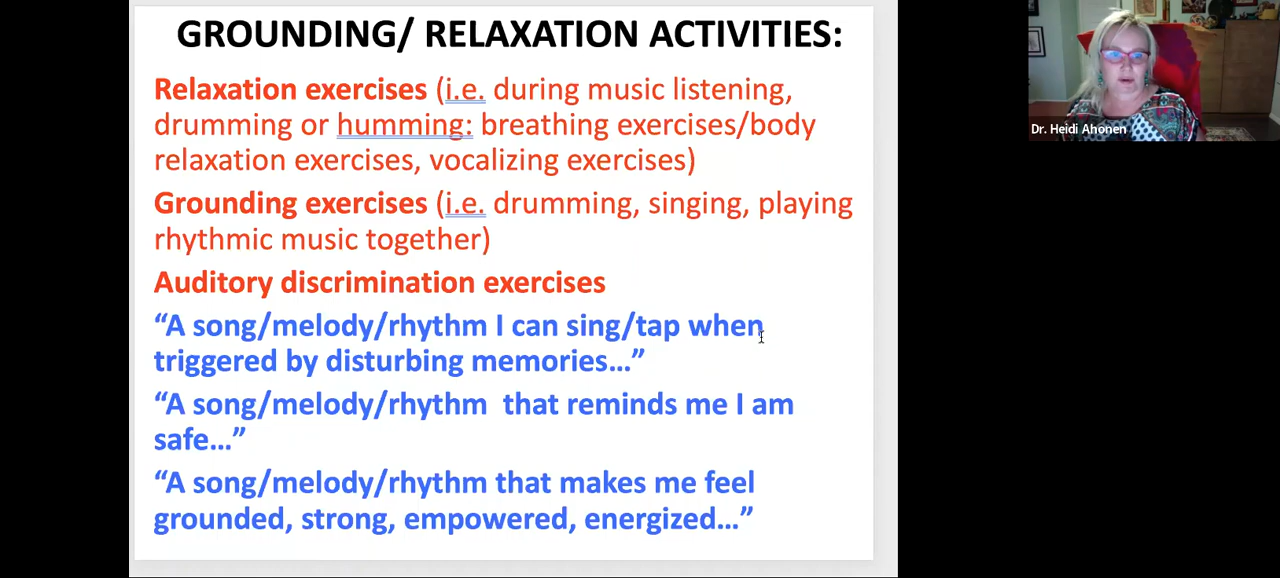 GROUNDING/ RELAXATION ACTIVITIES:
Relaxation exercises (i.e. during music listening,
drumming or humming: breathing exercises/body
relaxation exercises, vocalizing exercises)
Grounding exercises (i.e. drumming, singing, playing
rhythmic music together)
Auditory discrimination exercises
“A song/melody/rhythm I can sing/tap when
triggered by disturbing memories…”
“A song/melody/rhythm  that reminds me I am
safe…”
“A song/melody/rhythm that makes me feel
grounded, strong, empowered, energized…”
Dr. Heidi Ahonen